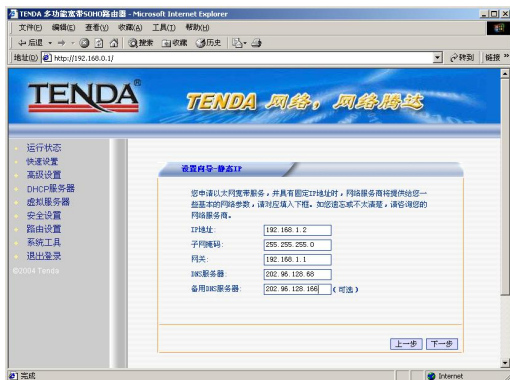 TENDA 多功能宽带SOHO路由器 - Microsoft Internet Explorer
文件(F) 编辑(E) 查看(V) 收藏(A) 工具(T) 帮助(H)
后退 搜索 收藏 历史
地址(D) http://192.168.0.1/ 转到 链接 »
TENDA®
TENDA 网络，网络腾达
运行状态
快速设置
高级设置
DHCP服务器
虚拟服务器
安全设置
路由设置
系统工具
退出登录
©2004 Tenda
设置向导-静态IP
您申请以太网宽带服务，并具有固定IP地址时，网络服务商将提供给您一
些基本的网络参数，请对应填入下框。如您遗忘或不太清楚，请咨询您的
网络服务商。
IP地址: 192.168.1.2
子网掩码: 255.255.255.0
网关: 192.168.1.1
DNS服务器: 202.96.128.68
备用DNS服务器: 202.96.128.166 (可选)
上一步 下一步
完成 Internet